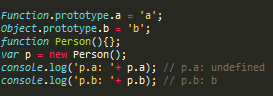 Function.prototype.a = 'a';
Object.prototype.b = 'b';
function Person(){};
var p = new Person();
console.log('p.a: '+ p.a); // p.a: undefined
console.log('p.b: '+ p.b); // p.b: b